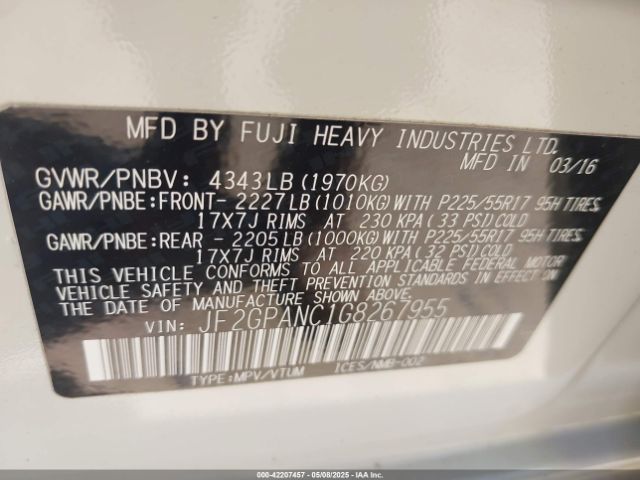 MFD BY FUJI HEAVY INDUSTRIES LTD.
MFD IN 03/16
GVWR/PNBV: 4343LB (1970KG)
GAWR/PNBE:FRONT- 2227LB (1010KG)WITH P225/55R17 95H TIRES,
17X7J RIMS AT 230 KPA( 33 PSI)COLD
GAWR/PNBE:REAR - 2205LB (1000KG)WITH P225/55R17 95H TIRES,
17X7J RIMS AT 220 KPA( 32 PSI)COLD
THIS VEHICLE CONFORMS TO ALL APPLICABLE FEDERAL MOTOR
VEHICLE SAFETY AND THEFT PREVENTION STANDARDS IN EFFECT ON
THE DATE OF MANUFACTURE SHOWN ABOVE.
VIN: JF2GPANC1G8267955
TYPE:MPV/VTUM ICES/NMB-002
000-42207457 - 05/08/2025 - IAAI.com